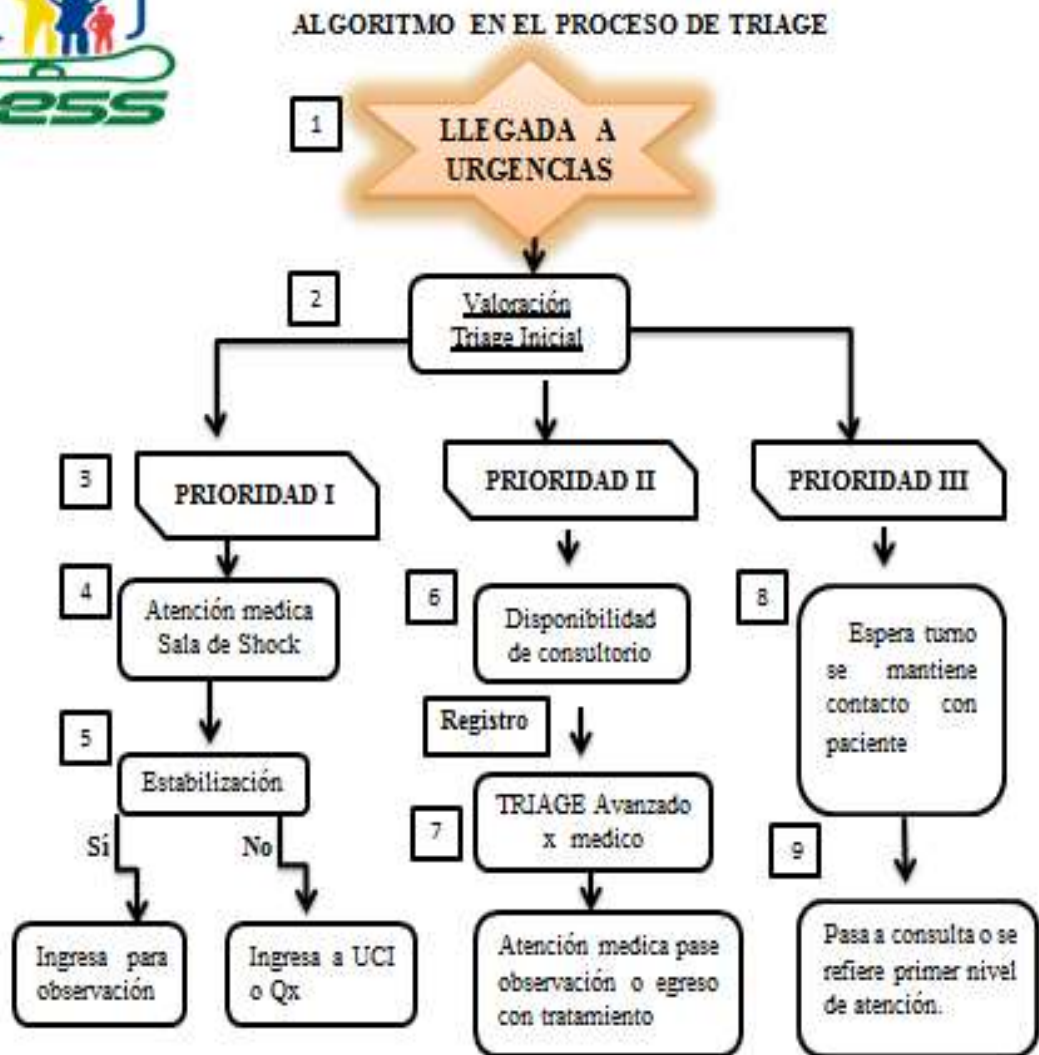 ess
ALGORITMO EN EL PROCESO DE TRIAGE
1
LLEGADA A
URGENCIAS
2
Valoración
Triage Inicial
3
PRIORIDAD I
PRIORIDAD II
PRIORIDAD III
4
Atención medica
Sala de Shock
6
Disponibilidad
de consultorio
8
Espera turno
se mantiene
contacto con
paciente
5
Estabilización
Registro
Sí
No
7
TRIAGE Avanzado
x medico
9
Ingresa para
observación
Ingresa a UCI
o Qx
Atención medica pase
observación o egreso
con tratamiento
Pasa a consulta o se
refiere primer nivel
de atención.